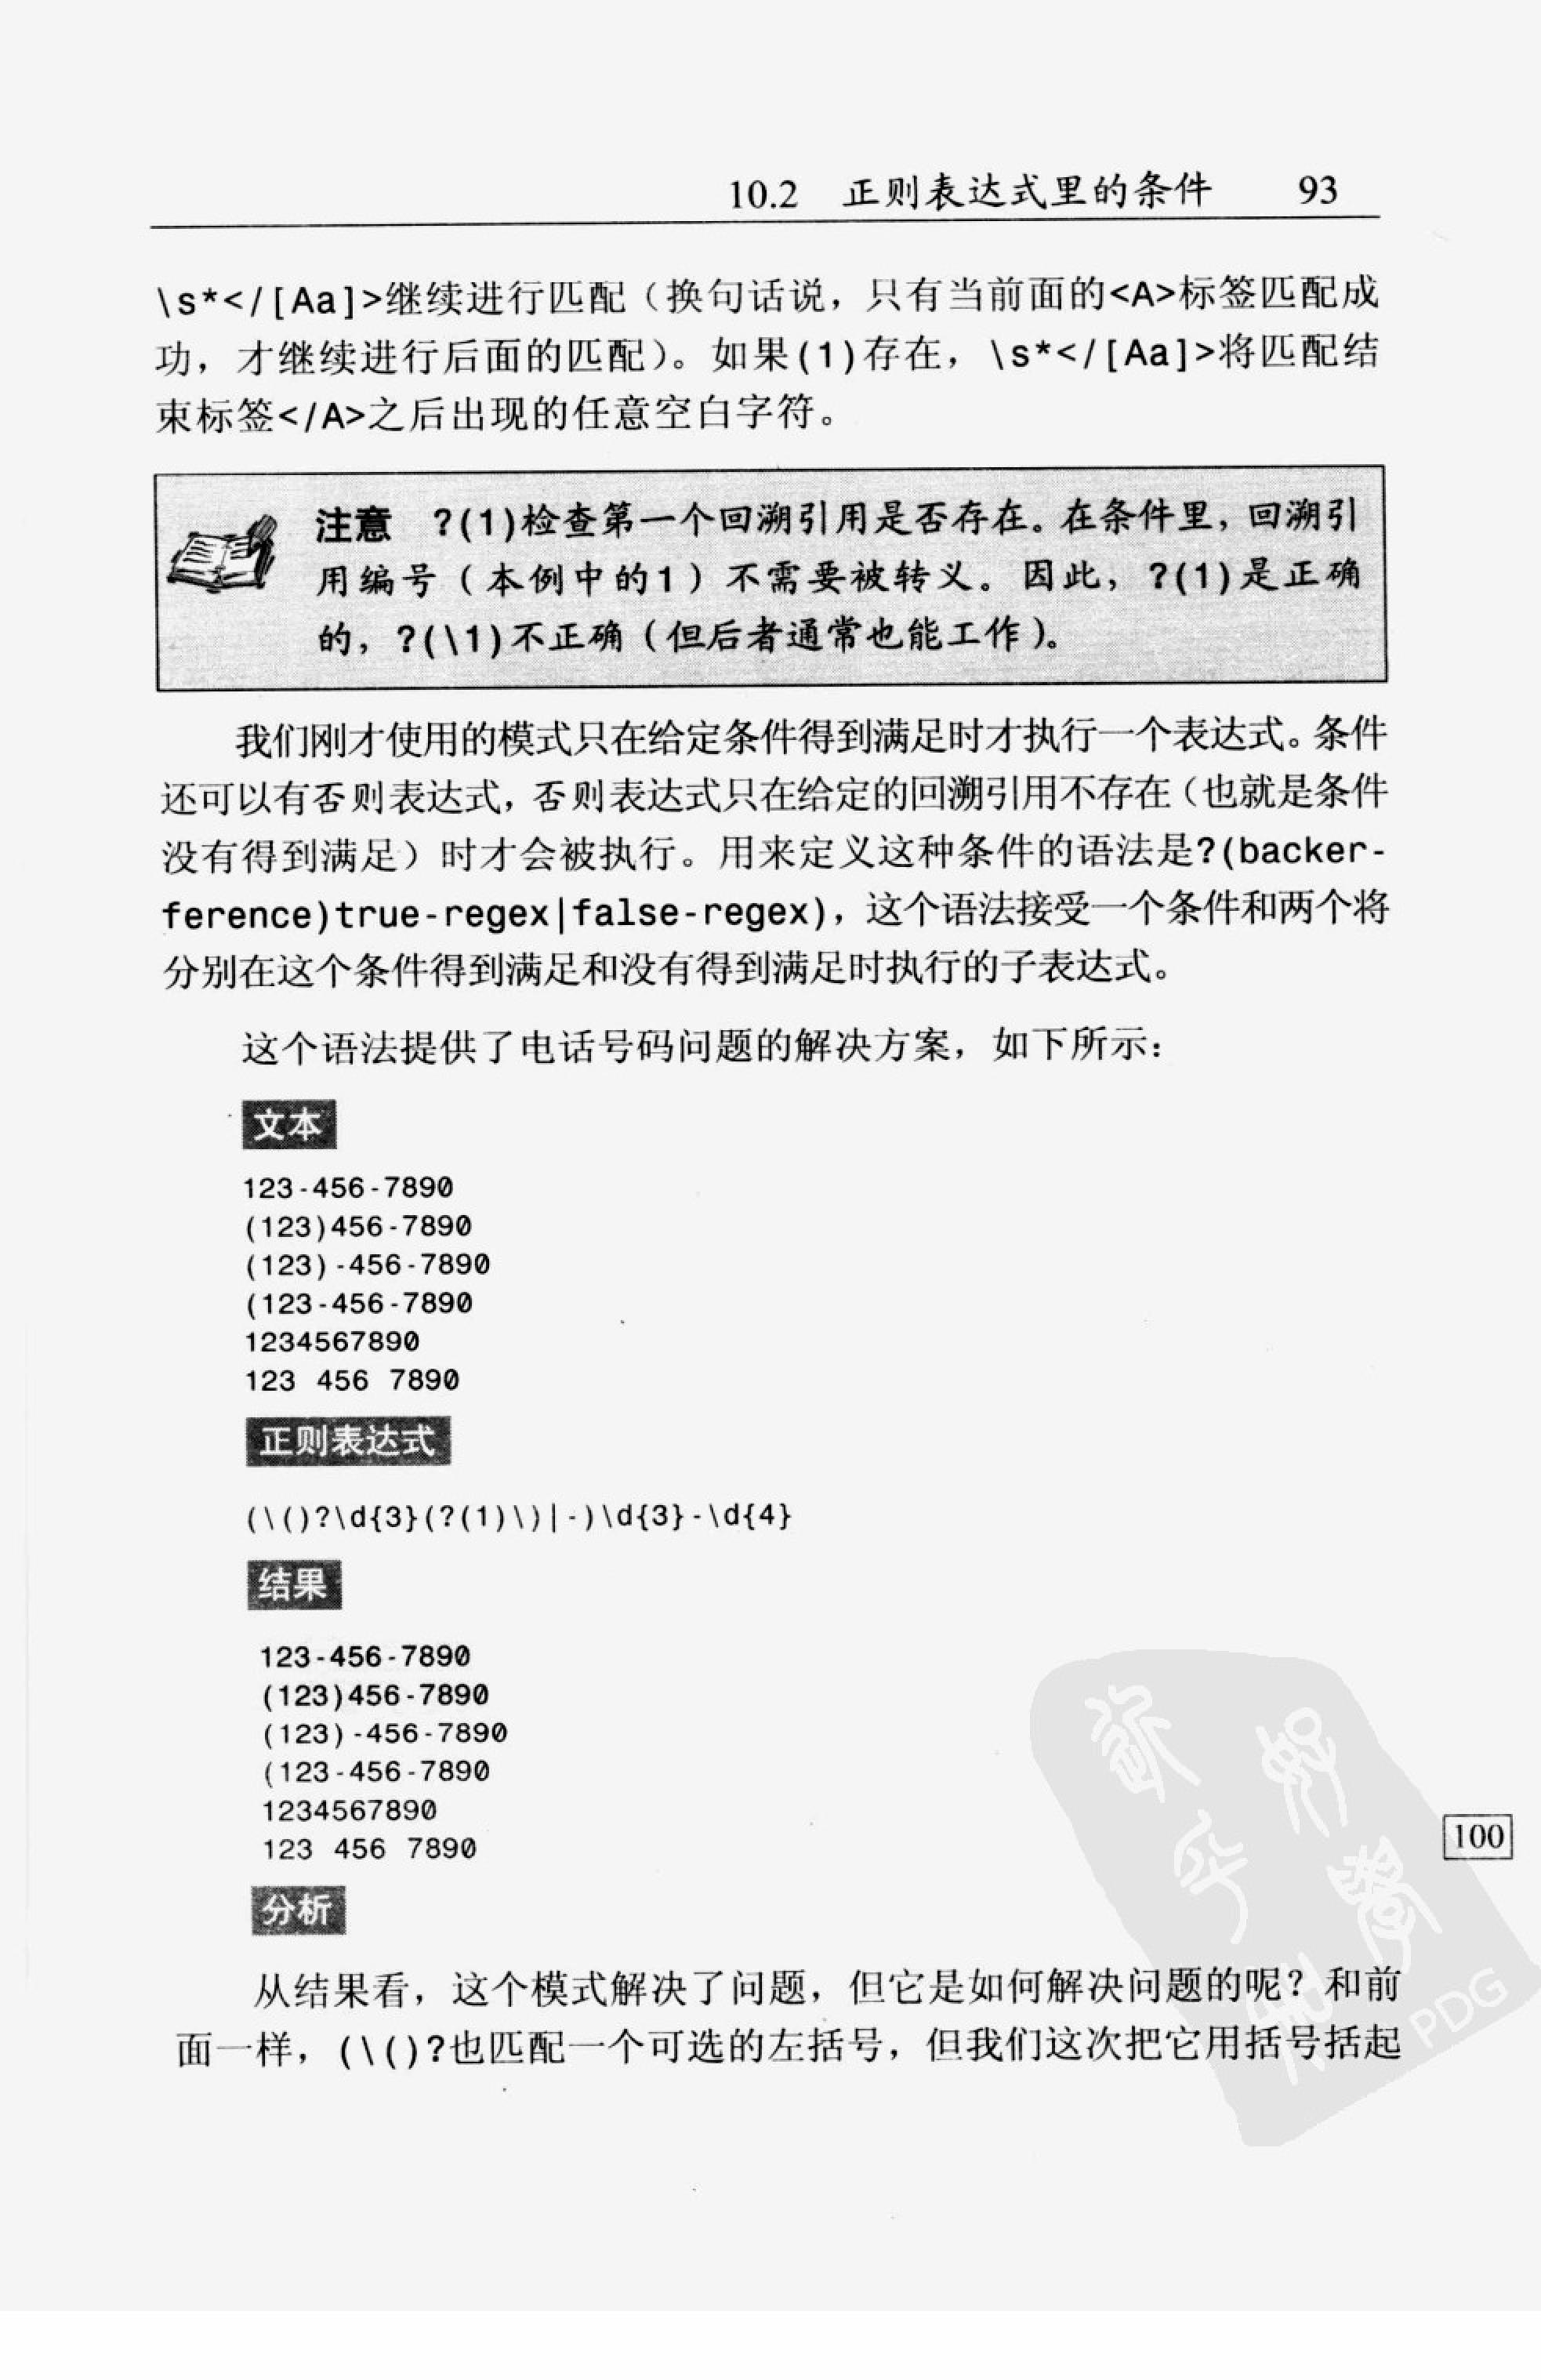 10.2 正则表达式里的条件 93
\s*</[Aa]>继续进行匹配（换句话说，只有当前面的<A>标签匹配成
功，才继续进行后面的匹配）。如果(1)存在，\s*</[Aa]>将匹配结
束标签</A>之后出现的任意空白字符。
注意 ?(1)检查第一个回溯引用是否存在。在条件里，回溯引
用编号（本例中的1）不需要被转义。因此，?(1)是正确
的，?(\1)不正确（但后者通常也能工作）。
我们刚才使用的模式只在给定条件得到满足时才执行一个表达式。条件
还可以有否则表达式，否则表达式只在给定的回溯引用不存在（也就是条件
没有得到满足）时才会被执行。用来定义这种条件的语法是?(backer-
ference)true-regex|false-regex)，这个语法接受一个条件和两个将
分别在这个条件得到满足和没有得到满足时执行的子表达式。
这个语法提供了电话号码问题的解决方案，如下所示：
文本
123-456-7890
(123)456-7890
(123)-456-7890
(123-456-7890
1234567890
123 456 7890
正则表达式
(\()?\d{3}(?(1)\)|-)\d{3}-\d{4}
结果
123-456-7890
(123)456-7890
(123)-456-7890
(123-456-7890
1234567890
123 456 7890
100
分析
从结果看，这个模式解决了问题，但它是如何解决问题的呢？和前
面一样，(\()?也匹配一个可选的左括号，但我们这次把它用括号括起
PDG